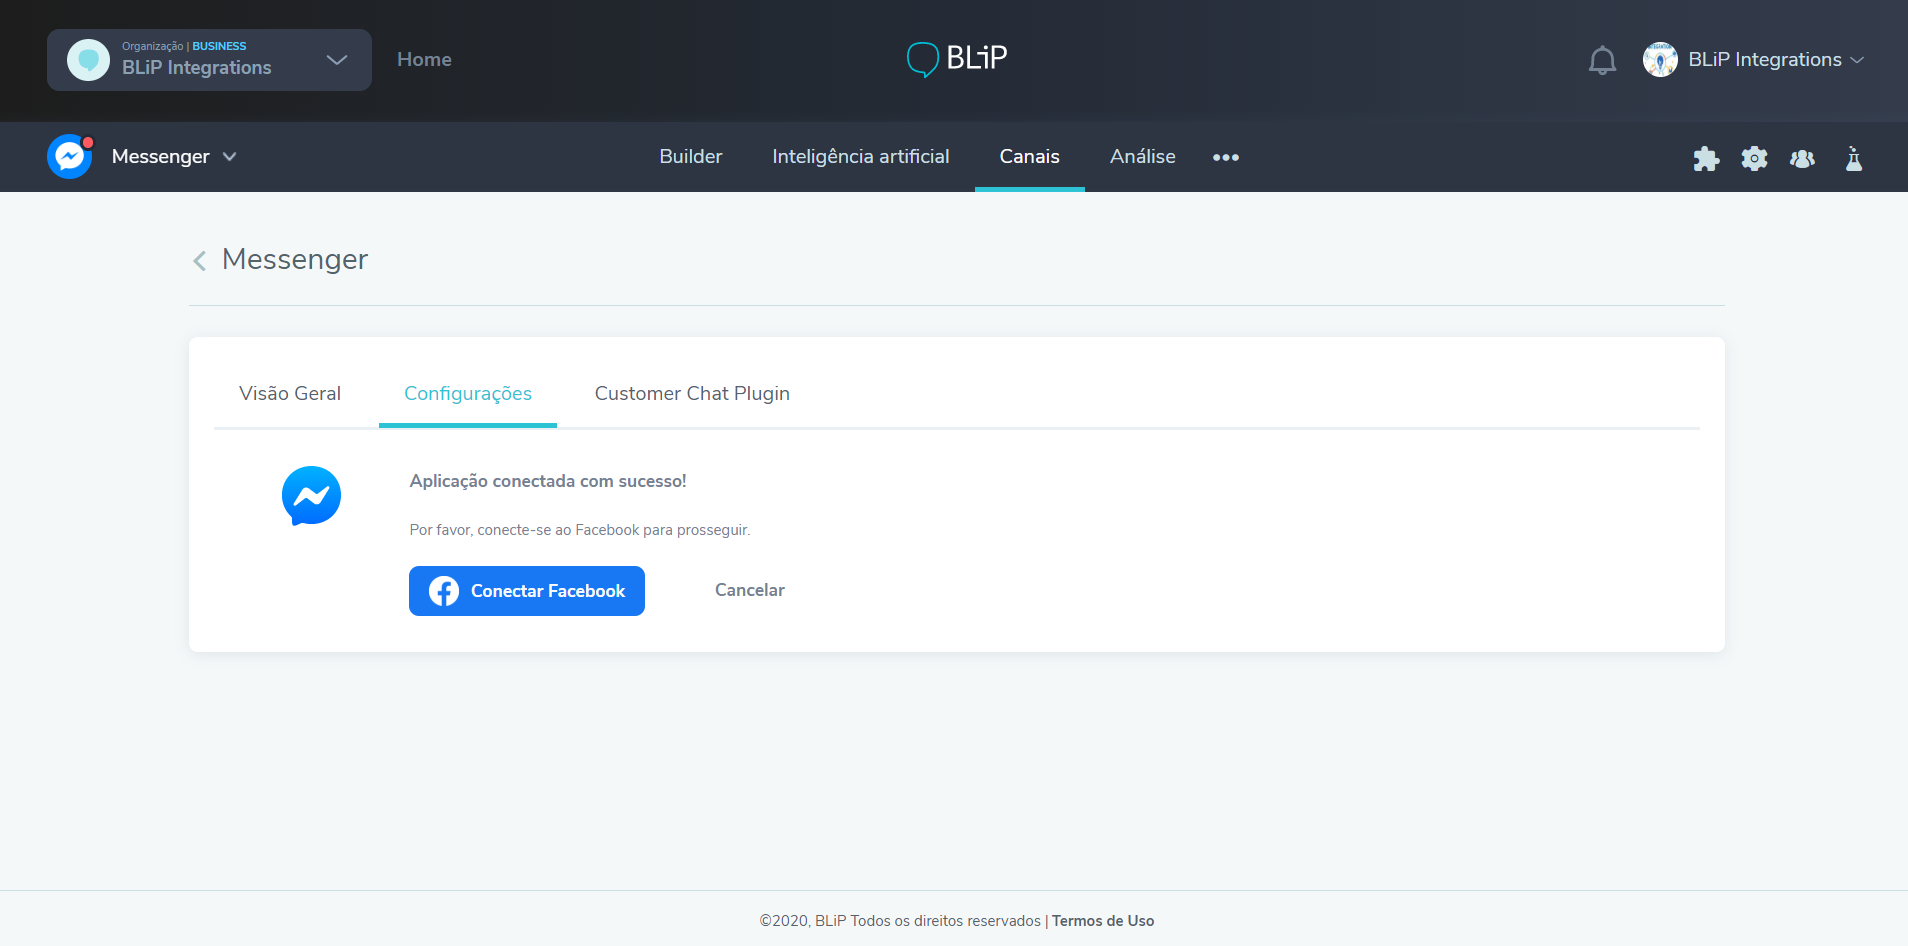 Organização | BUSINESS
BLiP Integrations
Home
BLiP
BLiP Integrations
Messenger
Builder
Inteligência artificial
Canais
Análise
Messenger
Visão Geral
Configurações
Customer Chat Plugin
Aplicação conectada com sucesso!
Por favor, conecte-se ao Facebook para prosseguir.
Conectar Facebook
Cancelar
©2020, BLiP Todos os direitos reservados | Termos de Uso